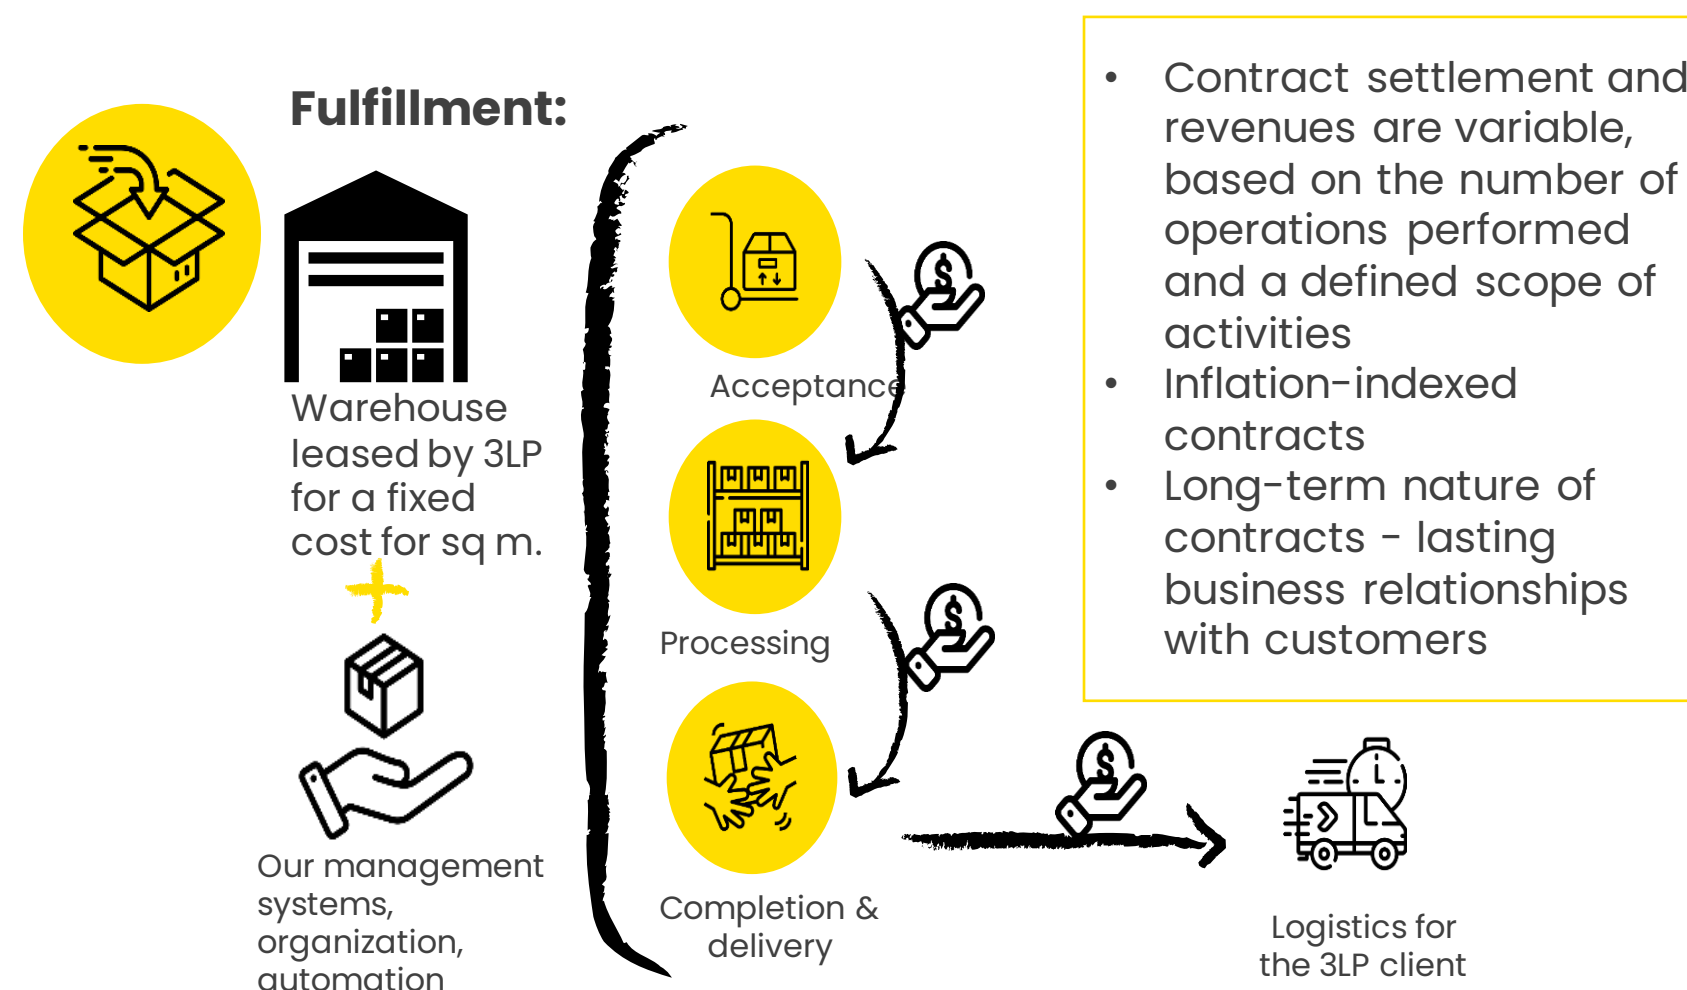 Fulfillment:
Warehouse
leased by 3LP
for a fixed
cost for sq m.
Our management
systems,
organization,
automation
Acceptance
Processing
Completion &
delivery
• Contract settlement and
revenues are variable,
based on the number of
operations performed
and a defined scope of
activities
• Inflation-indexed
contracts
• Long-term nature of
contracts - lasting
business relationships
with customers
Logistics for
the 3LP client